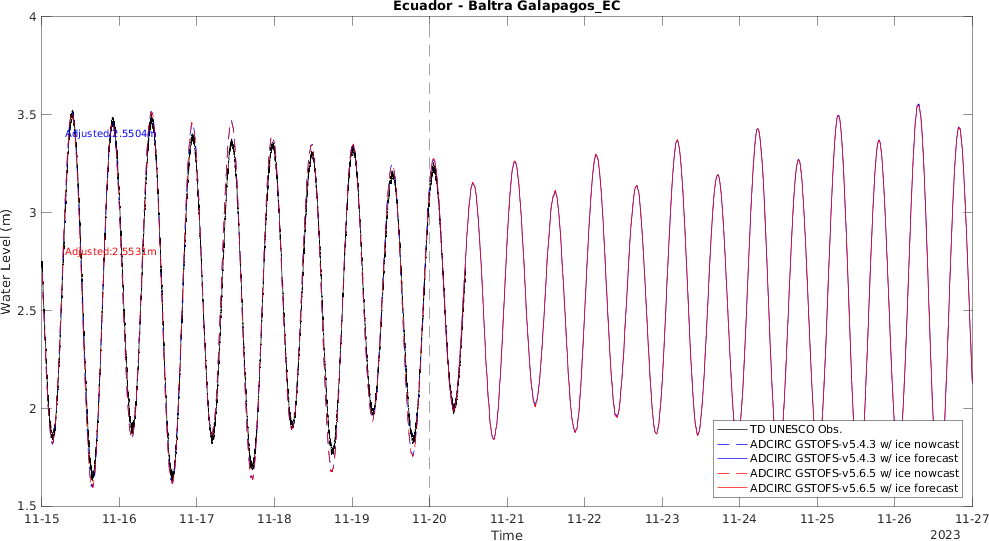 Ecuador - Baltra Galapagos_EC
4
3.5
3
2.5
2
1.5
Water Level (m)
Adjusted:2.5504m
Adjusted:2.5531m
TD UNESCO Obs.
ADCIRC GSTOFS-v5.4.3 w/ ice nowcast
ADCIRC GSTOFS-v5.4.3 w/ ice forecast
ADCIRC GSTOFS-v5.6.5 w/ ice nowcast
ADCIRC GSTOFS-v5.6.5 w/ ice forecast
11-15 11-16 11-17 11-18 11-19 11-20 11-21 11-22 11-23 11-24 11-25 11-26 11-27
Time
2023